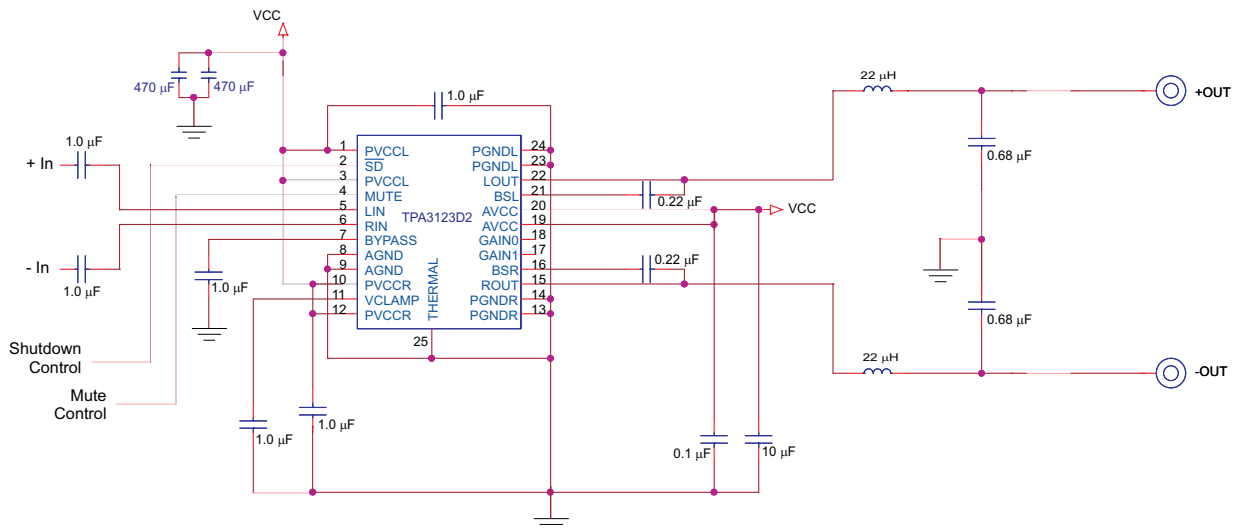 VCC
470 µF 470 µF
1.0 µF
22 µH
+OUT
1.0 µF
+ In
0.68 µF
1 PVCCL PGNDL 24
2 SD PGNDL 23
3 PVCCL LOUT 22
4 MUTE BSL 21
0.22 µF
TPA3123D2
5 LIN AVCC 20
VCC
6 RIN AVCC 19
7 BYPASS GAIN0 18
8 AGND GAIN1 17
9 AGND BSR 16
0.22 µF
10 PVCCR ROUT 15
11 VCLAMP PGNDR 14
12 PVCCR PGNDR 13
THERMAL
25
- In
1.0 µF
1.0 µF
0.68 µF
Shutdown
Control
22 µH
-OUT
Mute
Control
1.0 µF
1.0 µF
0.1 µF
10 µF